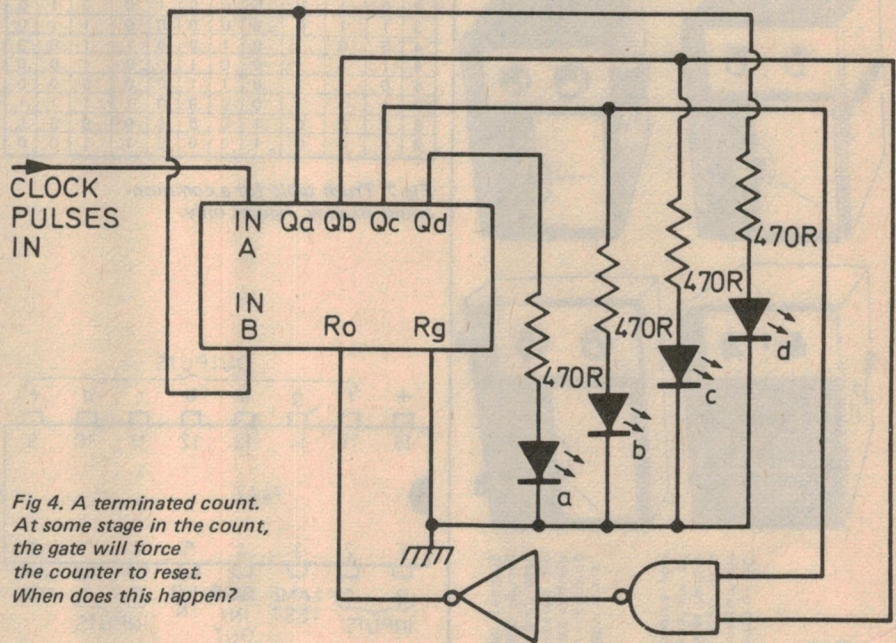 CLOCK
PULSES
IN
IN Qa Qb Qc Qd
A
IN
B Ro Rg
470R
470R
470R
470R
d
c
b
a
Fig 4. A terminated count.
At some stage in the count,
the gate will force
the counter to reset.
When does this happen?